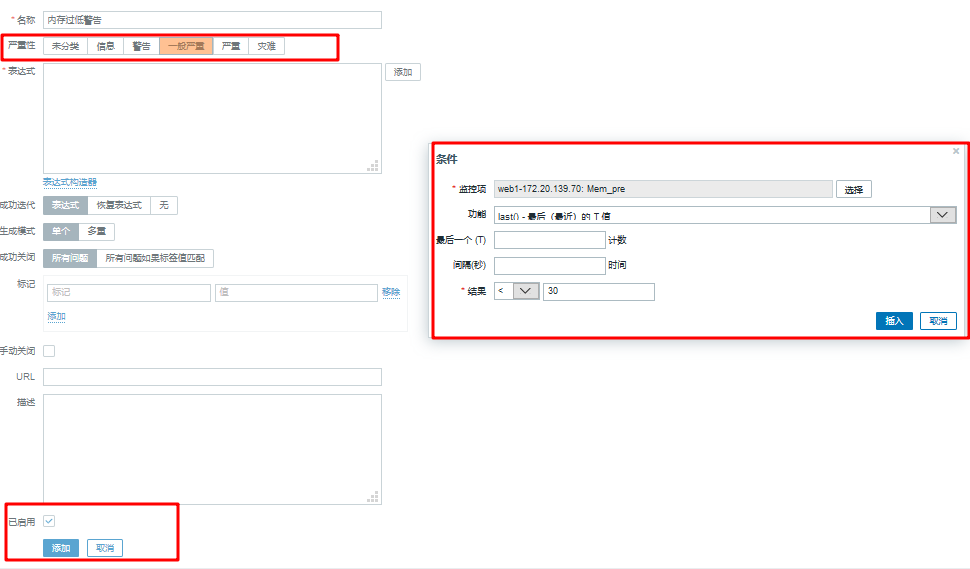 * 名称 内存过低警告
严重性 未分类 信息 警告 一般严重 严重 灾难
* 表达式 添加
表达式构造器
成功迭代 表达式 恢复表达式 无
生成模式 单个 多重
成功关闭 所有问题 所有问题如果标签值匹配
标记 标记 值 移除
添加
手动关闭
URL
描述
已启用
添加 取消
条件 ×
* 监控项 web1-172.20.139.70: Mem_pre 选择
功能 last() - 最后（最近）的 T 值
最后一个 (T) 计数
间隔(秒) 时间
* 结果 < 30
插入 取消